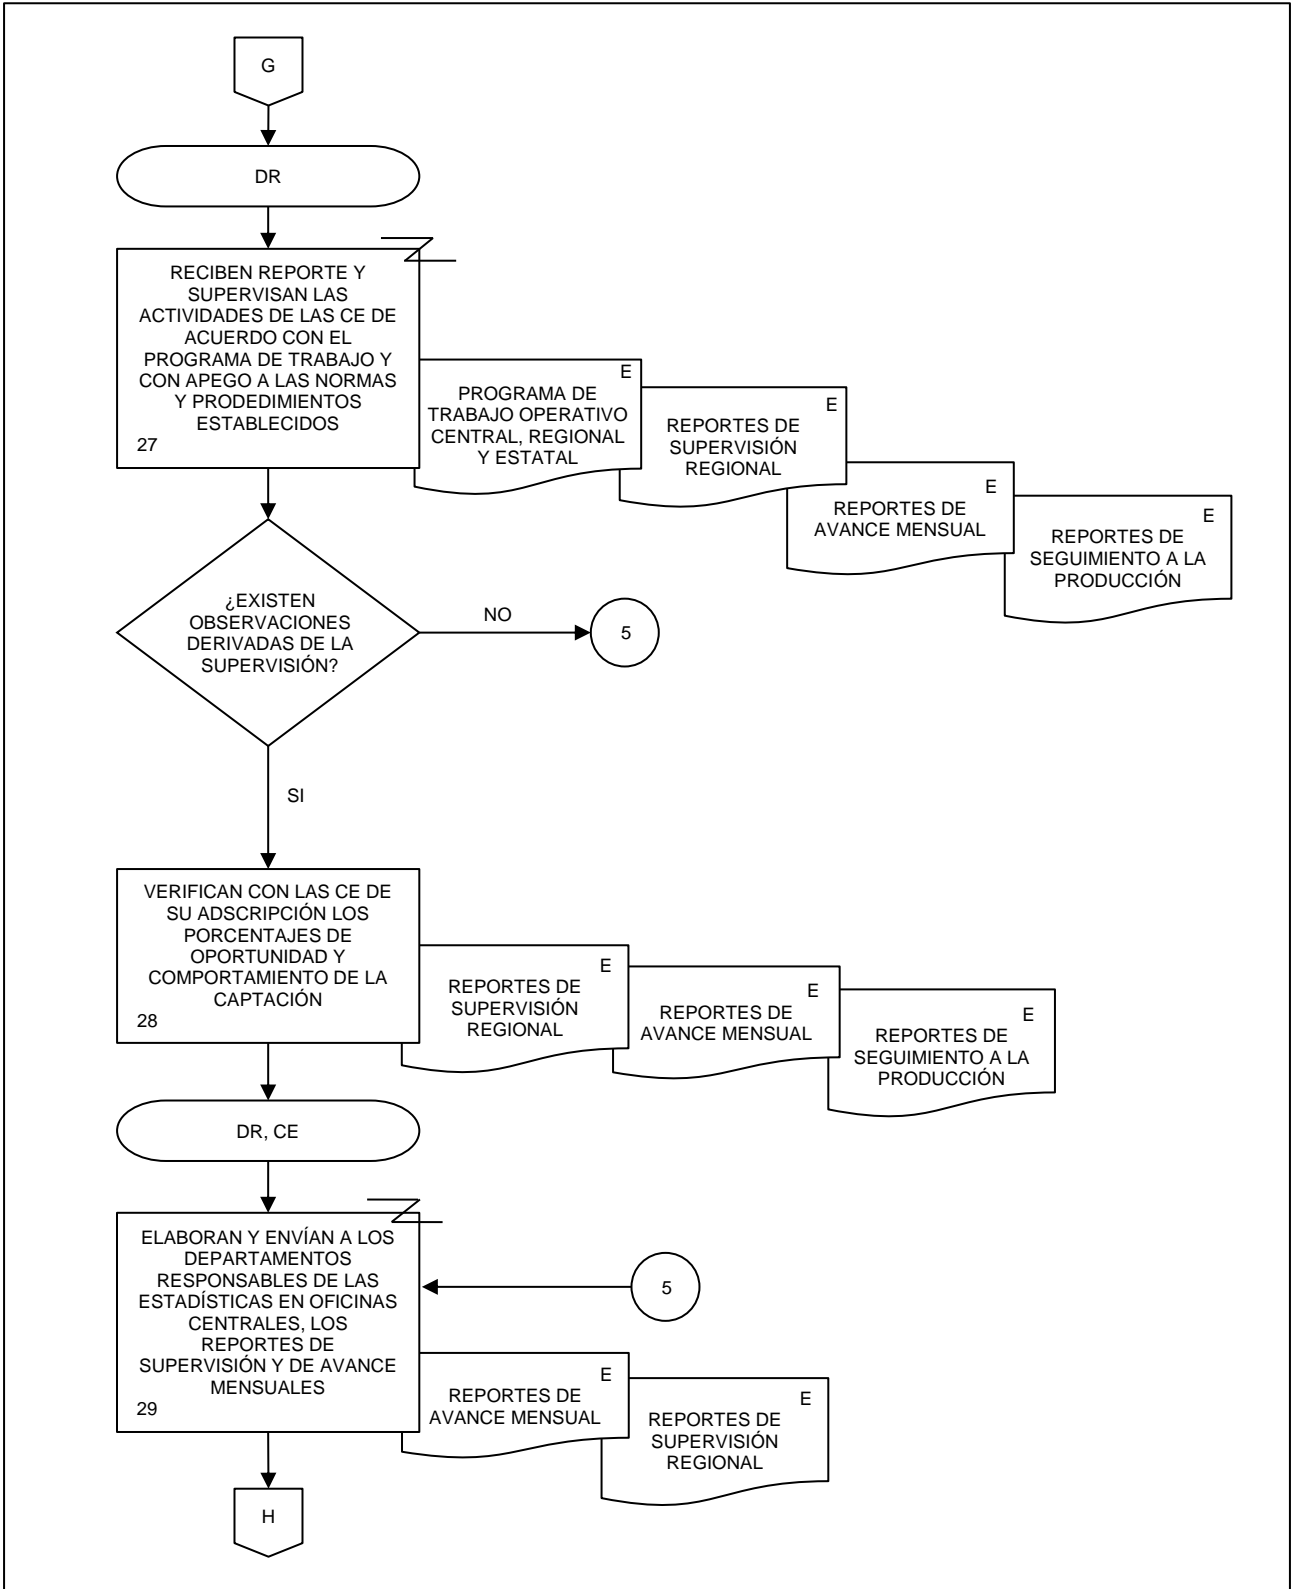 G
DR
RECIBEN REPORTE Y
SUPERVISAN LAS
ACTIVIDADES DE LAS CE DE
ACUERDO CON EL
PROGRAMA DE TRABAJO Y
CON APEGO A LAS NORMAS
Y PRODEDIMIENTOS
ESTABLECIDOS
27
E
PROGRAMA DE
TRABAJO OPERATIVO
CENTRAL, REGIONAL
Y ESTATAL
E
REPORTES DE
SUPERVISIÓN
REGIONAL
E
REPORTES DE
AVANCE MENSUAL
E
REPORTES DE
SEGUIMIENTO A LA
PRODUCCIÓN
¿EXISTEN
OBSERVACIONES
DERIVADAS DE LA
SUPERVISIÓN?
NO
5
SI
VERIFICAN CON LAS CE DE
SU ADSCRIPCIÓN LOS
PORCENTAJES DE
OPORTUNIDAD Y
COMPORTAMIENTO DE LA
CAPTACIÓN
28
E
REPORTES DE
SUPERVISIÓN
REGIONAL
E
REPORTES DE
AVANCE MENSUAL
E
REPORTES DE
SEGUIMIENTO A LA
PRODUCCIÓN
DR, CE
ELABORAN Y ENVÍAN A LOS
DEPARTAMENTOS
RESPONSABLES DE LAS
ESTADÍSTICAS EN OFICINAS
CENTRALES, LOS
REPORTES DE
SUPERVISIÓN Y DE AVANCE
MENSUALES
29
5
E
REPORTES DE
AVANCE MENSUAL
E
REPORTES DE
SUPERVISIÓN
REGIONAL
H